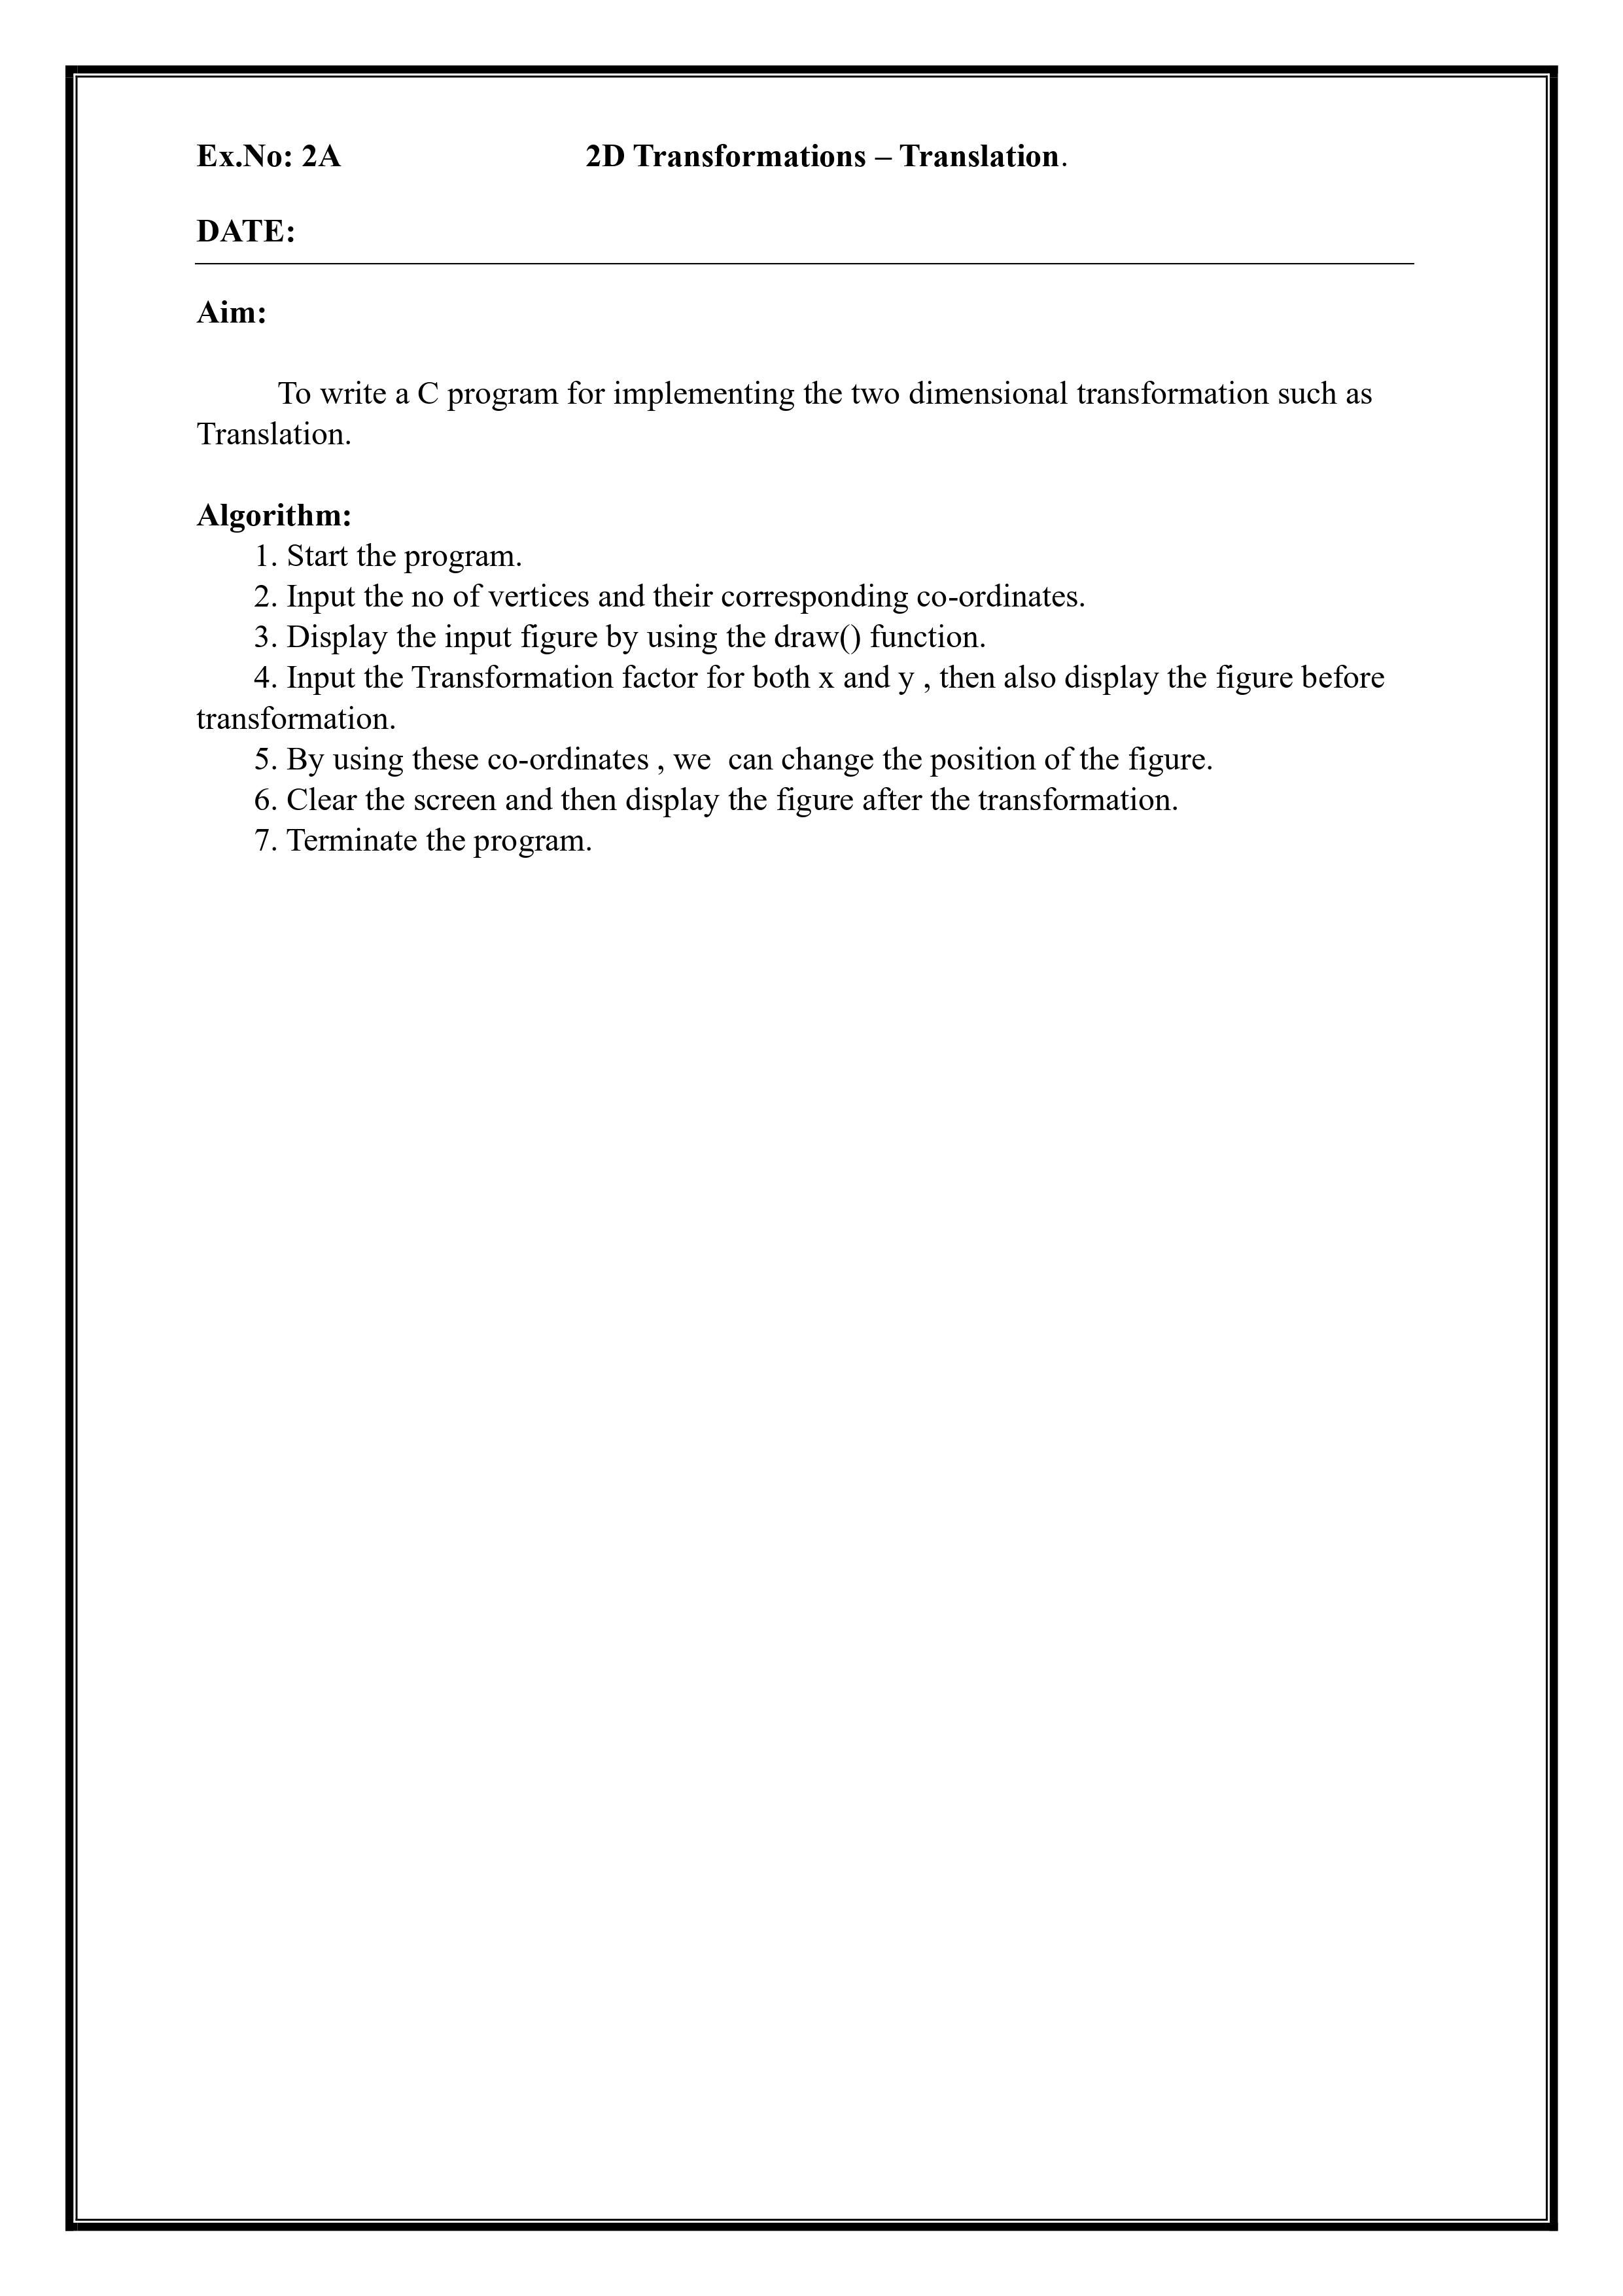 Ex.No: 2A 2D Transformations – Translation.
DATE:
Aim:
To write a C program for implementing the two dimensional transformation such as
Translation.
Algorithm:
1. Start the program.
2. Input the no of vertices and their corresponding co-ordinates.
3. Display the input figure by using the draw() function.
4. Input the Transformation factor for both x and y , then also display the figure before
transformation.
5. By using these co-ordinates , we  can change the position of the figure.
6. Clear the screen and then display the figure after the transformation.
7. Terminate the program.